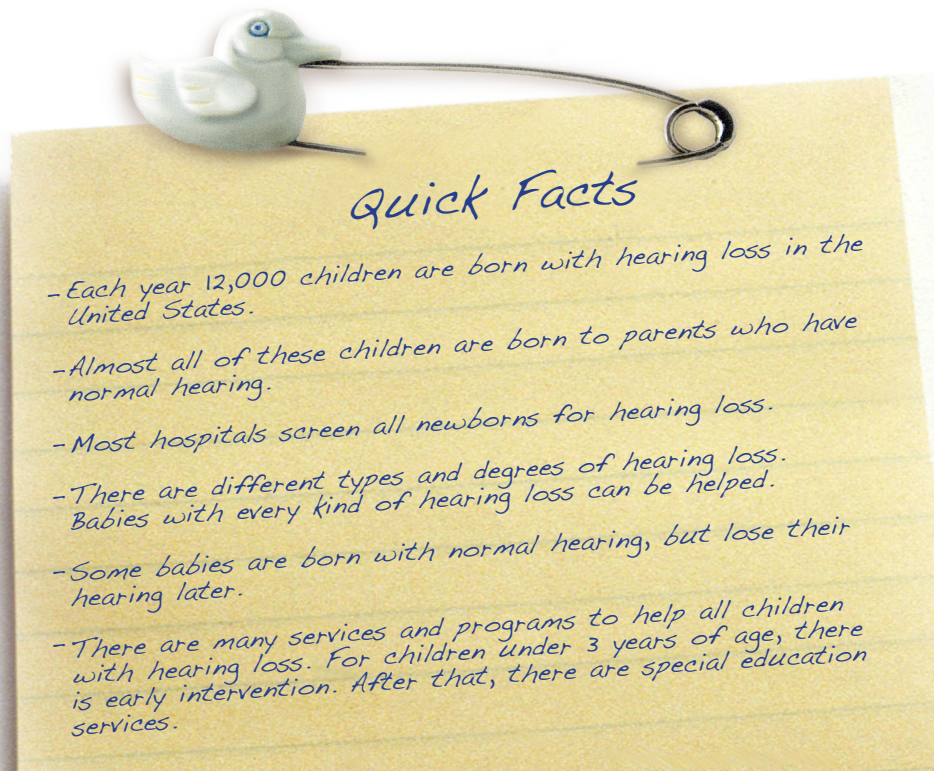 Quick Facts
-Each year 12,000 children are born with hearing loss in the
United States.
-Almost all of these children are born to parents who have
normal hearing.
-Most hospitals screen all newborns for hearing loss.
-There are different types and degrees of hearing loss.
Babies with every kind of hearing loss can be helped.
-Some babies are born with normal hearing, but lose their
hearing later.
-There are many services and programs to help all children
with hearing loss. For children under 3 years of age, there
is early intervention. After that, there are special education
services.